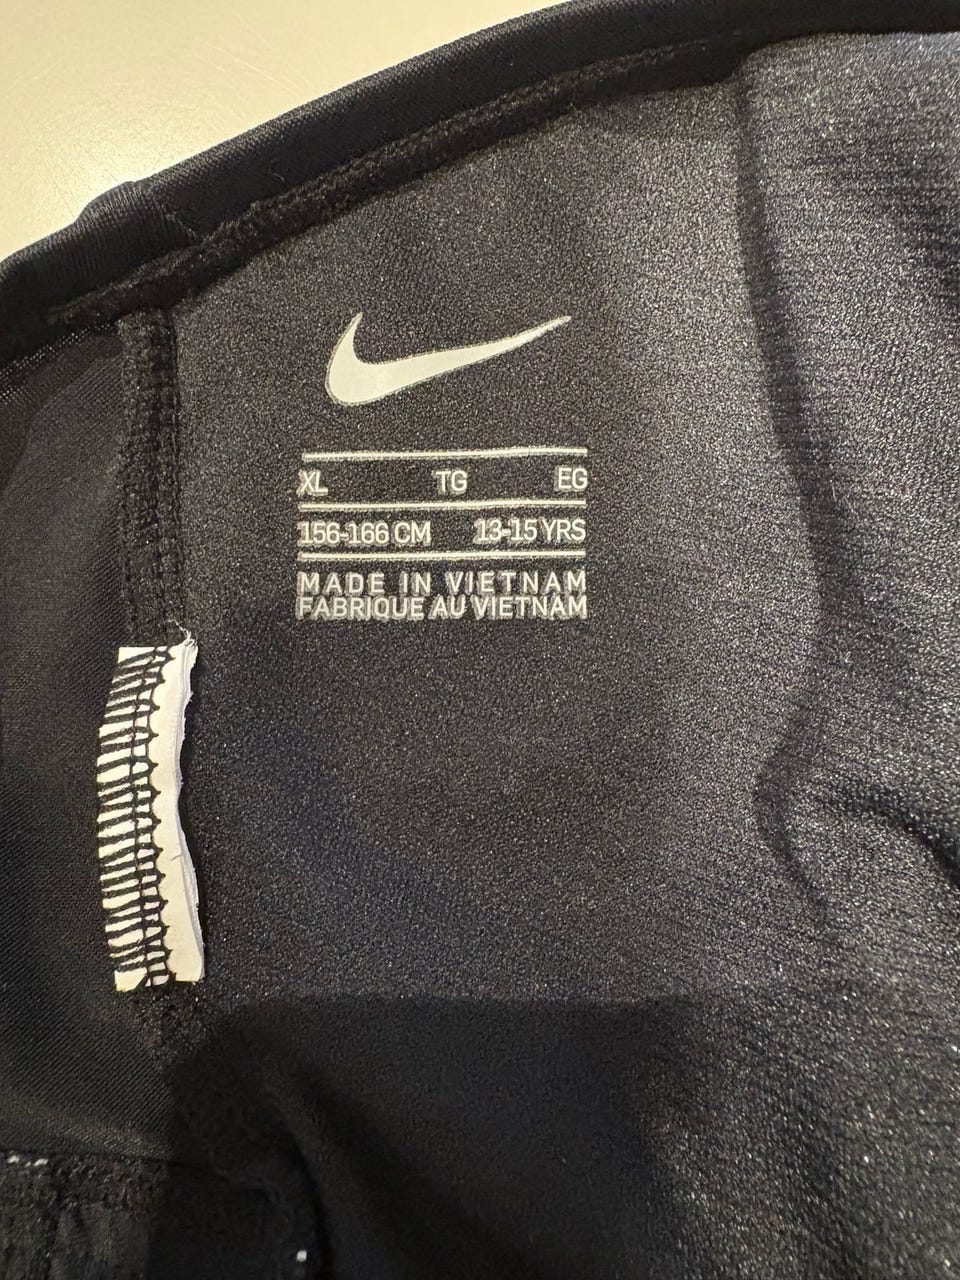 XL TG EG
156-166 CM 13-15 YRS
MADE IN VIETNAM
FABRIQUE AU VIETNAM